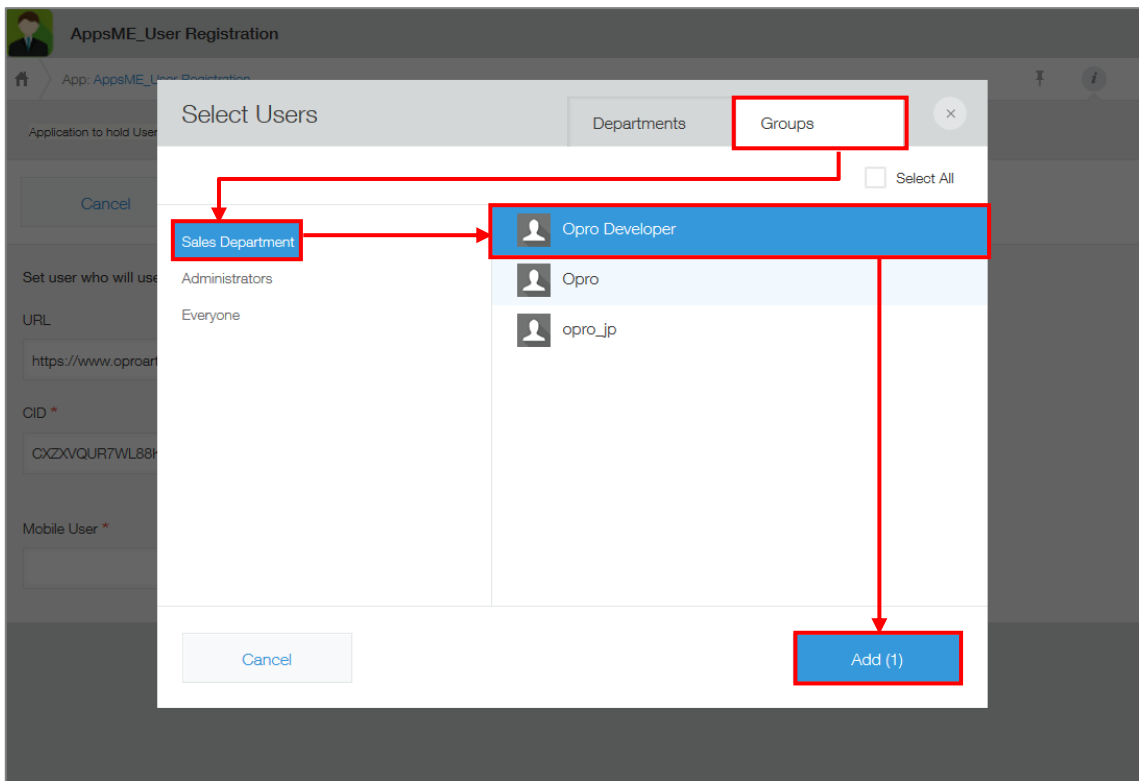 AppsME_User Registration
App: AppsME_User Registration
Application to hold User
Select Users
Departments
Groups
×
Select All
Cancel
Sales Department
Administrators
Everyone
Opro Developer
Opro
opro_jp
Set user who will use
URL
https://www.oproart
CID *
CXZXVQUR7WL88
Mobile User *
Cancel
Add (1)